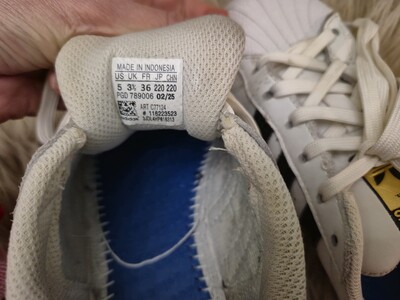 MADE IN INDONESIA
US UK FR JP CHN
5 3½ 36 220 220
PGD 789006 02/25
ART C77124
# 116223523